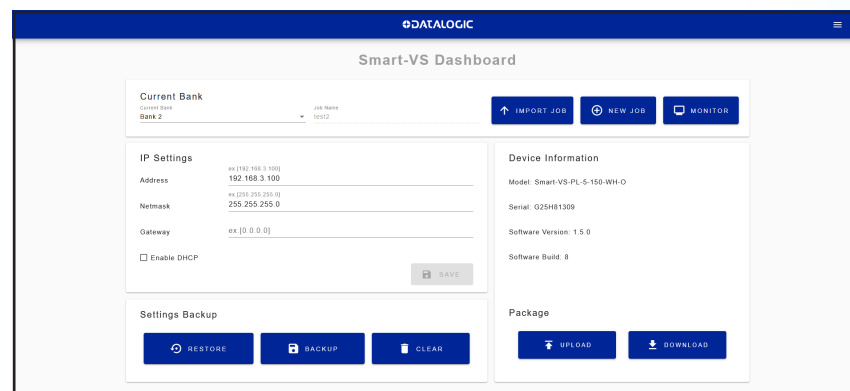 DATALOGIC
Smart-VS Dashboard
Current Bank
Current Bank
Job Name
Bank 2
test2
IMPORT JOB
NEW JOB
MONITOR
IP Settings
ex.[192.168.3.100]
Address
192.168.3.100
ex.[255.255.255.0]
Netmask
255.255.255.0
Gateway
ex.[0.0.0.0]
Enable DHCP
SAVE
Device Information
Model: Smart-VS-PL-5-150-WH-O
Serial: G25H81309
Software Version: 1.5.0
Software Build: 8
Settings Backup
RESTORE
BACKUP
CLEAR
Package
UPLOAD
DOWNLOAD